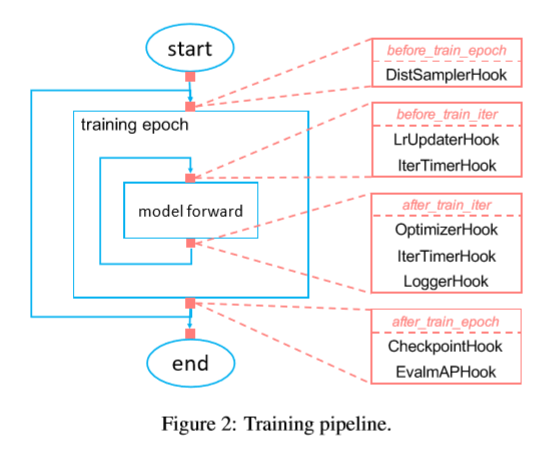 start
before_train_epoch
DistSamplerHook
training epoch
before_train_iter
LrUpdaterHook
IterTimerHook
model forward
after_train_iter
OptimizerHook
IterTimerHook
LoggerHook
after_train_epoch
CheckpointHook
EvalmAPHook
end
Figure 2: Training pipeline.